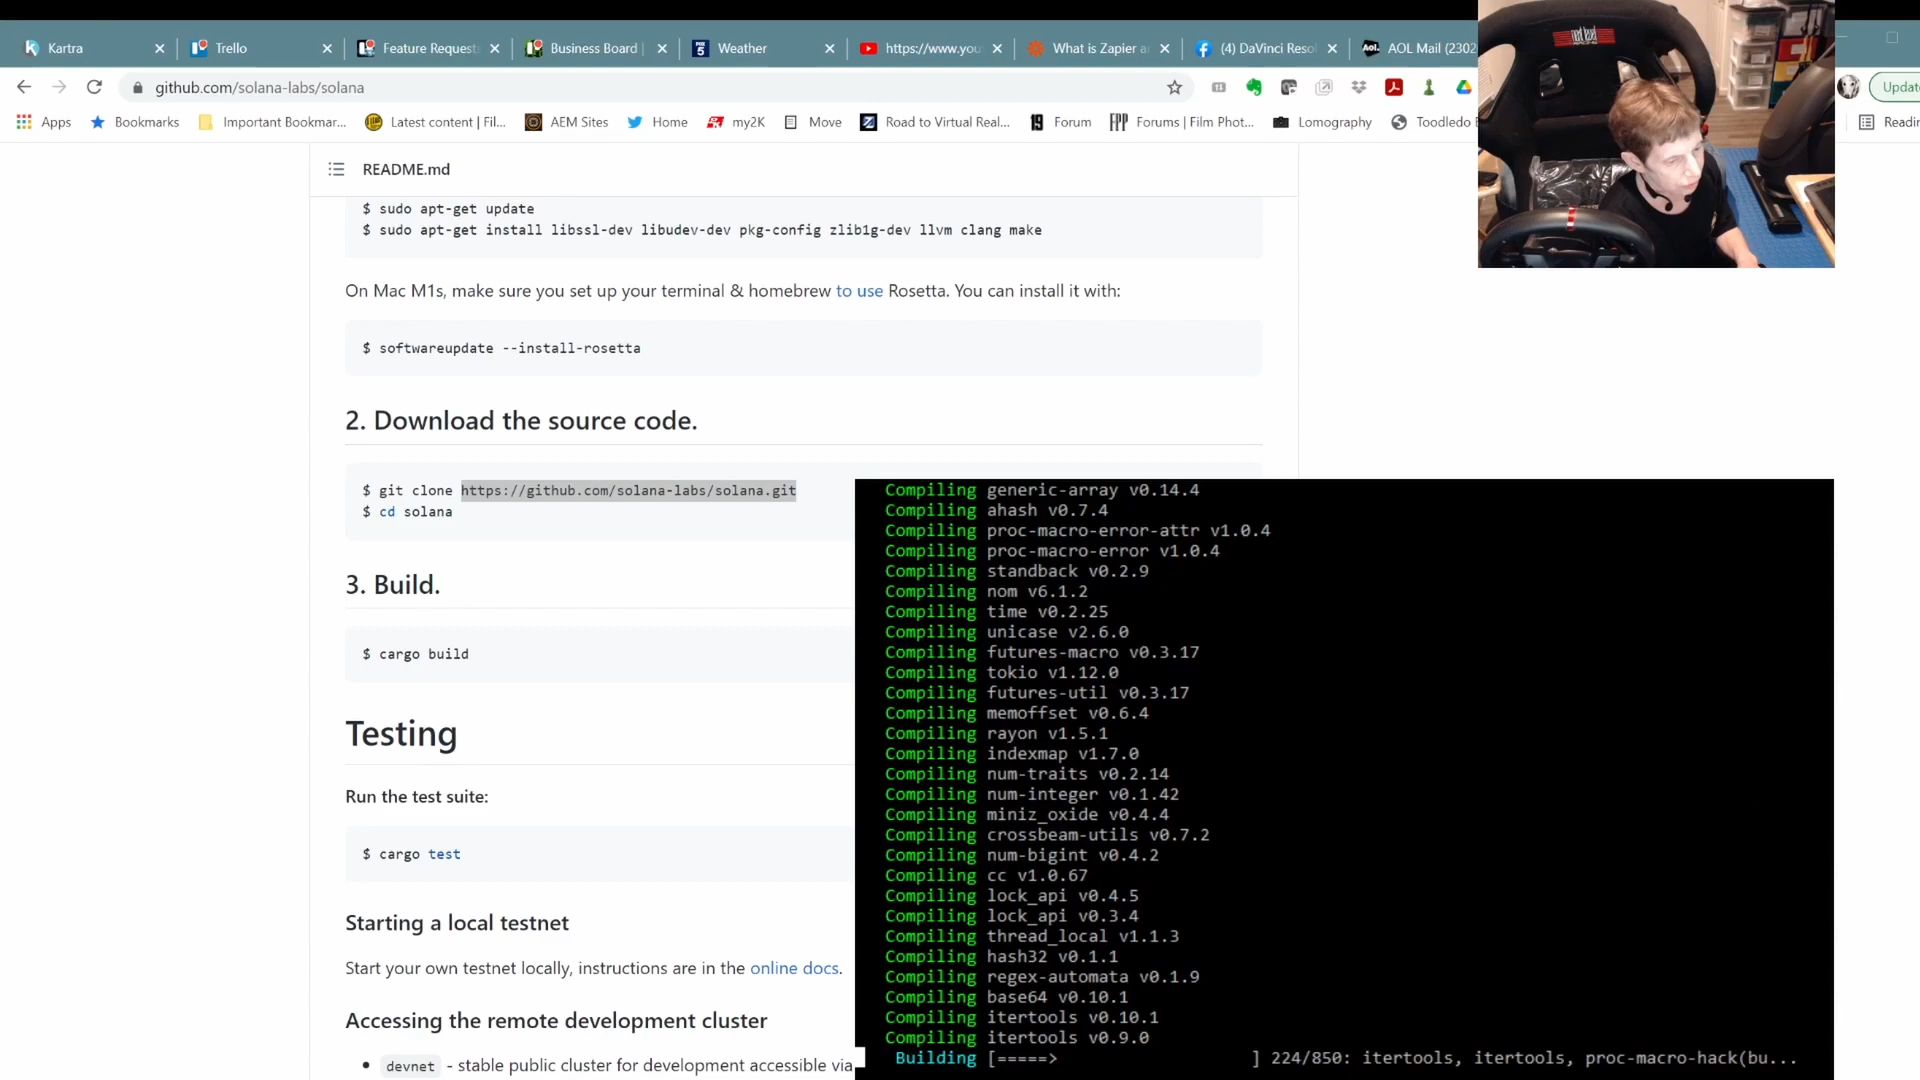 Kartra
Trello
Feature Requests
Business Board |
Weather
https://www.you
What is Zapier a
(4) DaVinci Reso
AOL Mail (2302
github.com/solana-labs/solana
Update
Apps
Bookmarks
Important Bookmar...
Latest content | Fil...
AEM Sites
Home
my2K
Move
Road to Virtual Real...
Forum
Forums | Film Phot...
Lomography
Toodledo
Readin
README.md
$ sudo apt-get update
$ sudo apt-get install libssl-dev libudev-dev pkg-config zlib1g-dev llvm clang make
On Mac M1s, make sure you set up your terminal & homebrew to use Rosetta. You can install it with:
$ softwareupdate --install-rosetta
2. Download the source code.
$ git clone https://github.com/solana-labs/solana.git
$ cd solana
3. Build.
$ cargo build
Testing
Run the test suite:
$ cargo test
Starting a local testnet
Start your own testnet locally, instructions are in the online docs.
Accessing the remote development cluster
devnet - stable public cluster for development accessible via
Compiling generic-array v0.14.4
Compiling ahash v0.7.4
Compiling proc-macro-error-attr v1.0.4
Compiling proc-macro-error v1.0.4
Compiling standback v0.2.9
Compiling nom v6.1.2
Compiling time v0.2.25
Compiling unicase v2.6.0
Compiling futures-macro v0.3.17
Compiling tokio v1.12.0
Compiling futures-util v0.3.17
Compiling memoffset v0.6.4
Compiling rayon v1.5.1
Compiling indexmap v1.7.0
Compiling num-traits v0.2.14
Compiling num-integer v0.1.42
Compiling miniz_oxide v0.4.4
Compiling crossbeam-utils v0.7.2
Compiling num-bigint v0.4.2
Compiling cc v1.0.67
Compiling lock_api v0.4.5
Compiling lock_api v0.3.4
Compiling thread_local v1.1.3
Compiling hash32 v0.1.1
Compiling regex-automata v0.1.9
Compiling base64 v0.10.1
Compiling itertools v0.10.1
Compiling itertools v0.9.0
Building [=====> ] 224/850: itertools, itertools, proc-macro-hack(bu...